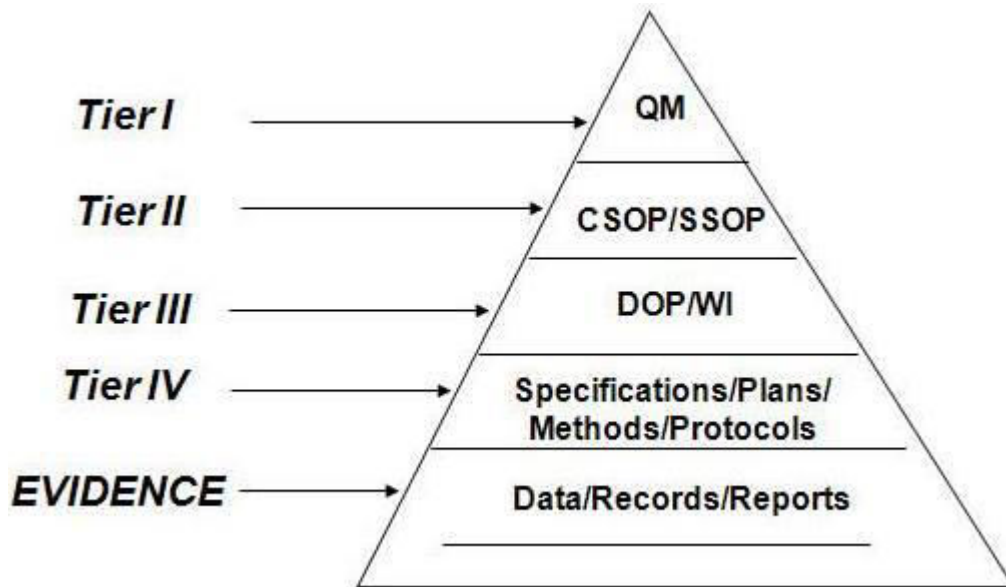 Tier I
QM
Tier II
CSOP/SSOP
Tier III
DOP/WI
Tier IV
Specifications/Plans/
Methods/Protocols
EVIDENCE
Data/Records/Reports